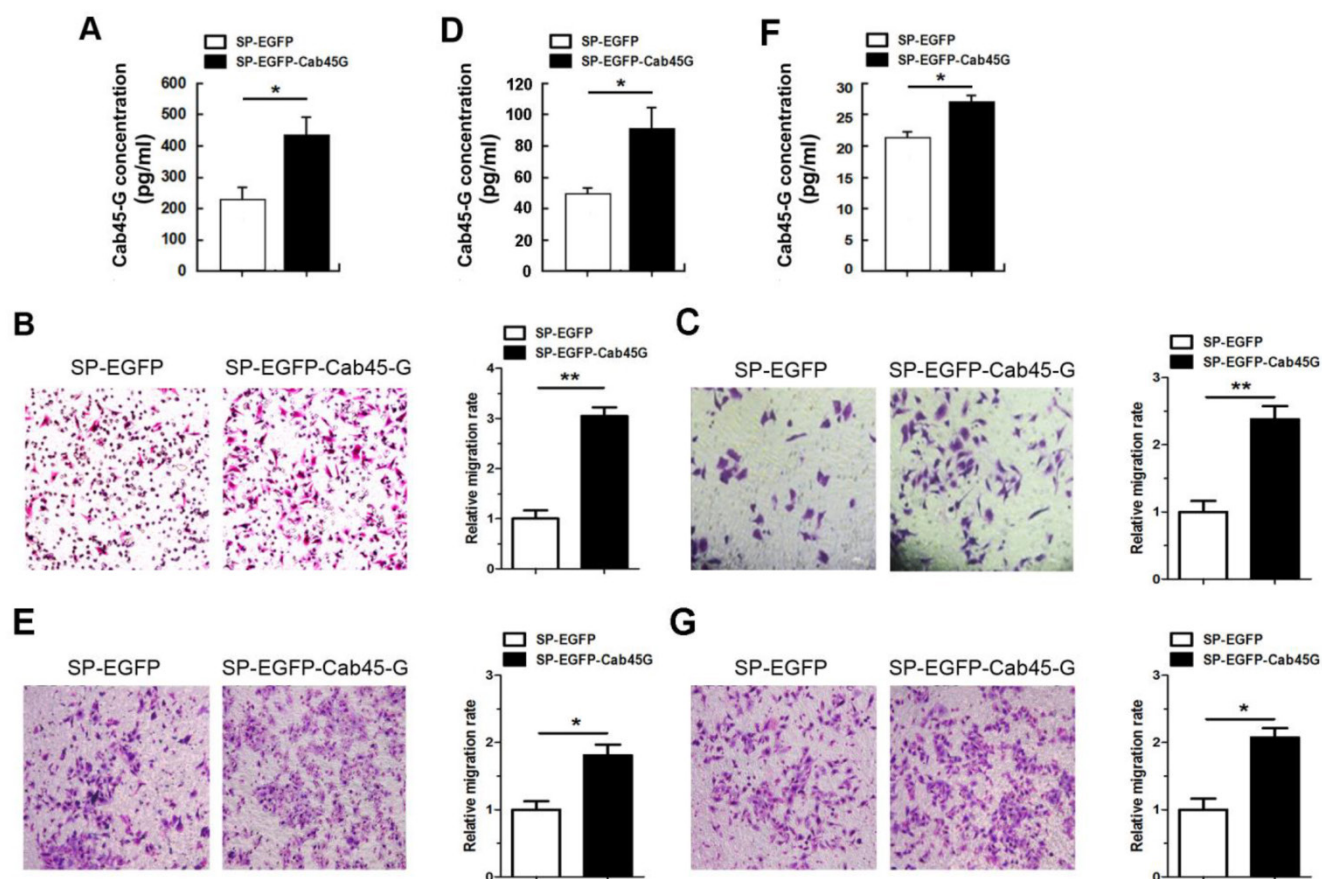 A
SP-EGFP
SP-EGFP-Cab45G
*
Cab45-G concentration
(pg/ml)
600
500
400
300
200
100
0
D
SP-EGFP
SP-EGFP-Cab45G
*
Cab45-G concentration
(pg/ml)
120
100
80
60
40
20
0
F
SP-EGFP
SP-EGFP-Cab45G
*
Cab45-G concentration
(pg/ml)
30
25
20
15
10
5
0
B
SP-EGFP
SP-EGFP-Cab45-G
SP-EGFP
SP-EGFP-Cab45G
**
Relative migration rate
4
3
2
1
0
C
SP-EGFP
SP-EGFP-Cab45-G
SP-EGFP
SP-EGFP-Cab45G
**
Relative migration rate
3
2
1
0
E
SP-EGFP
SP-EGFP-Cab45-G
SP-EGFP
SP-EGFP-Cab45G
*
Relative migration rate
3
2
1
0
G
SP-EGFP
SP-EGFP-Cab45-G
SP-EGFP
SP-EGFP-Cab45G
*
Relative migration rate
3
2
1
0